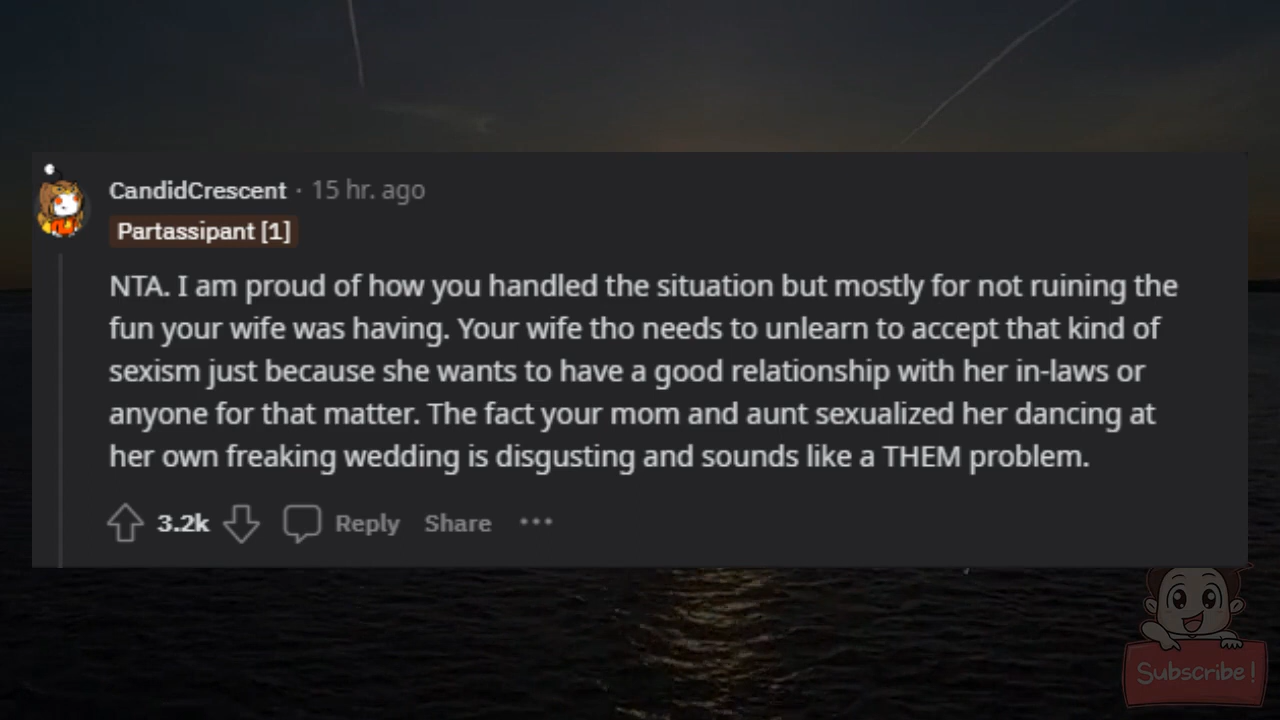 CandidCrescent · 15 hr. ago
Partassipant [1]
NTA. I am proud of how you handled the situation but mostly for not ruining the
fun your wife was having. Your wife tho needs to unlearn to accept that kind of
sexism just because she wants to have a good relationship with her in-laws or
anyone for that matter. The fact your mom and aunt sexualized her dancing at
her own freaking wedding is disgusting and sounds like a THEM problem.
3.2k Reply Share ···
Subscribe!